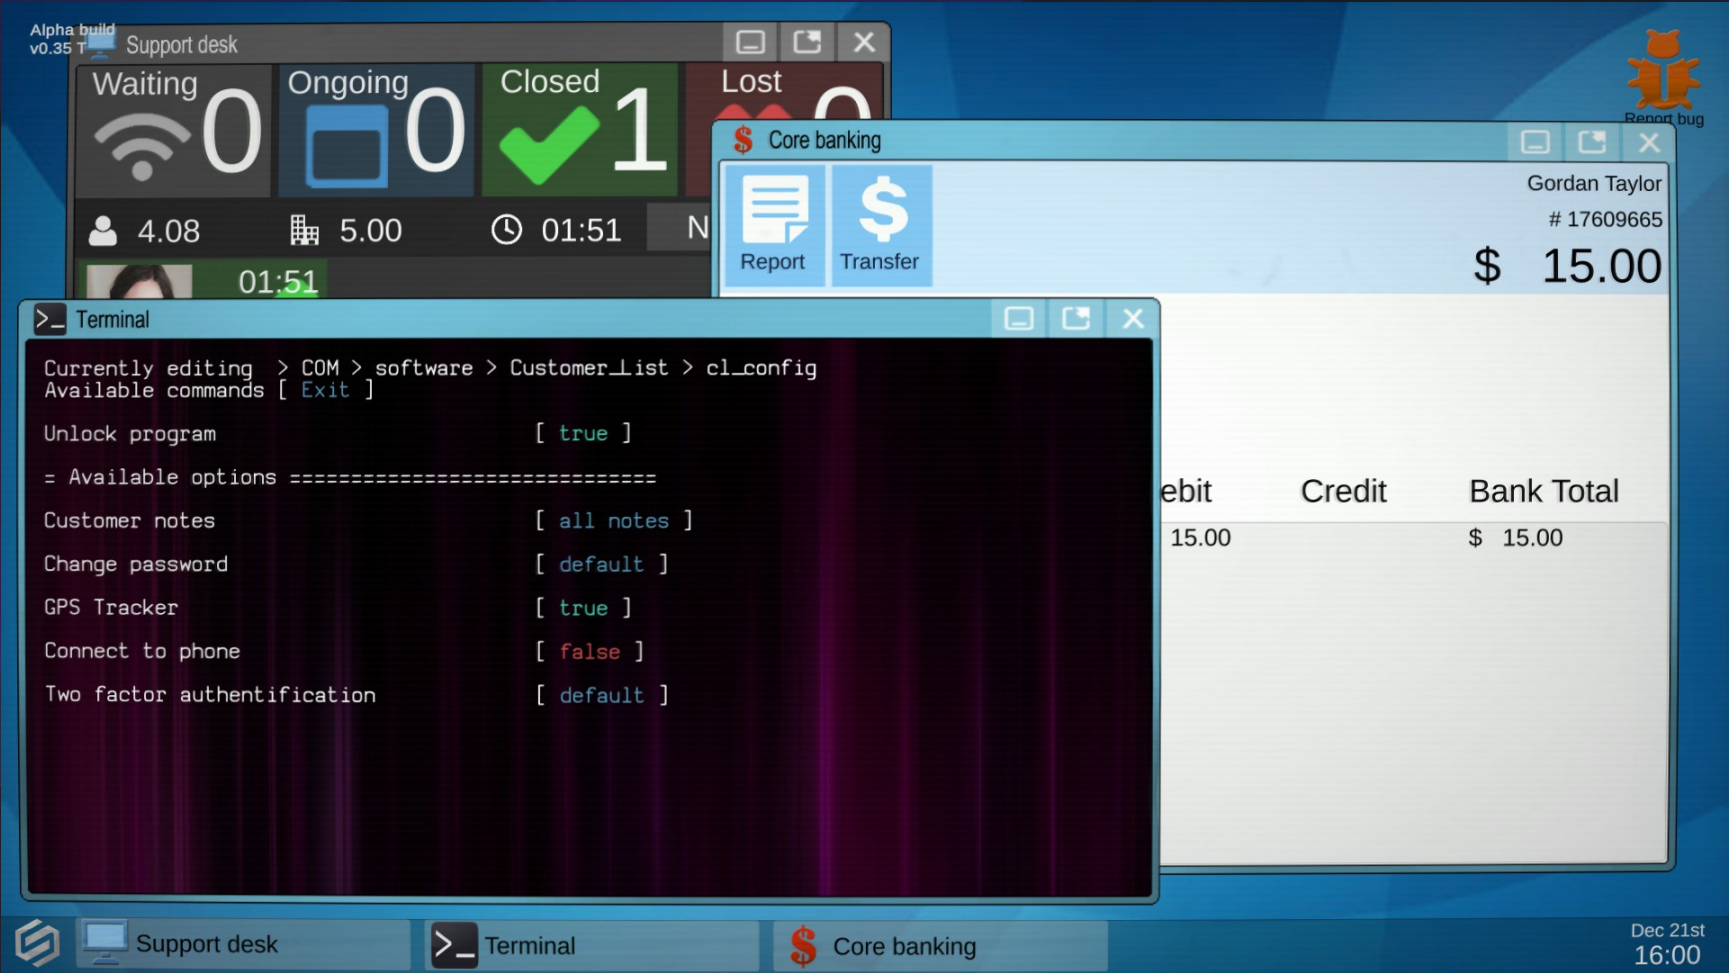 Alpha build
v0.35 T
Support desk
Waiting 0
Ongoing 0
Closed 1
Lost
4.08 5.00 01:51 N
01:51
Report bug
Core banking
Report
Transfer
Gordan Taylor
# 17609665
$ 15.00
ebit Credit Bank Total
15.00 $ 15.00
Terminal
Currently editing > COM > software > Customer_List > cl_config
Available commands [ Exit ]
Unlock program [ true ]
= Available options ==============================
Customer notes [ all notes ]
Change password [ default ]
GPS Tracker [ true ]
Connect to phone [ false ]
Two factor authentification [ default ]
Support desk
Terminal
Core banking
Dec 21st
16:00